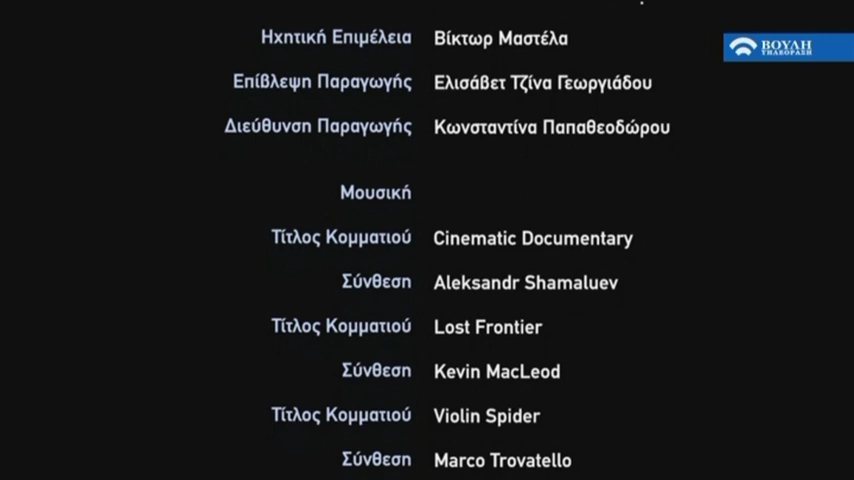 Ηχητική Επιμέλεια Βίκτωρ Μαστέλα
ΒΟΥΛΗ
ΤΗΛΕΟΡΑΣΗ
Επίβλεψη Παραγωγής Ελισάβετ Τζίνα Γεωργιάδου
Διεύθυνση Παραγωγής Κωνσταντίνα Παπαθεοδώρου
Μουσική
Τίτλος Κομματιού Cinematic Documentary
Σύνθεση Aleksandr Shamaluev
Τίτλος Κομματιού Lost Frontier
Σύνθεση Kevin MacLeod
Τίτλος Κομματιού Violin Spider
Σύνθεση Marco Trovatello